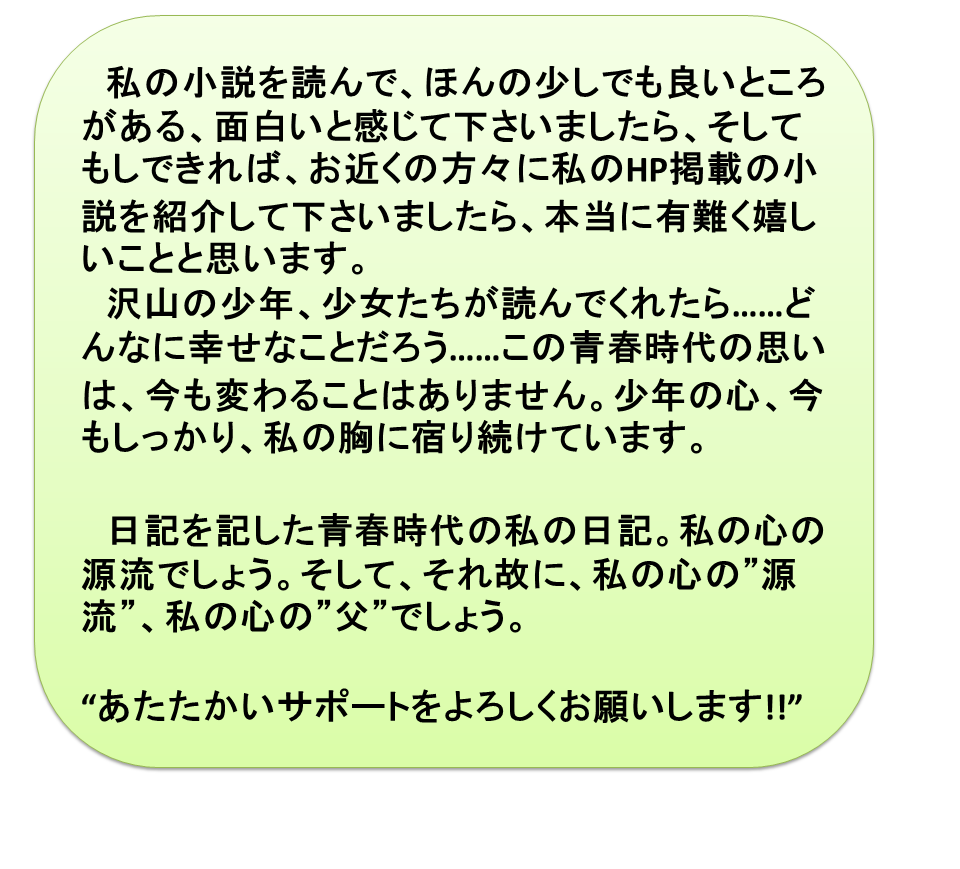 私の小説を読んで、ほんの少しでも良いところ
がある、面白いと感じて下さいましたら、そして
もしできれば、お近くの方々に私のHP掲載の小
説を紹介して下さいましたら、本当に有難く嬉し
いことと思います。
沢山の少年、少女たちが読んでくれたら……ど
んなに幸せなことだろう……この青春時代の思い
は、今も変わることはありません。少年の心、今
もしっかり、私の胸に宿り続けています。
日記を記した青春時代の私の日記。私の心の
源流でしょう。そして、それ故に、私の心の”源
流”、私の心の”父”でしょう。
“あたたかいサポートをよろしくお願いします!!”